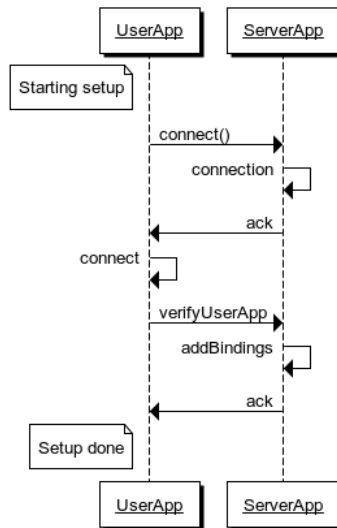 UserApp
ServerApp
Starting setup
connect()
connection
ack
connect
verifyUserApp
addBindings
ack
Setup done
UserApp
ServerApp